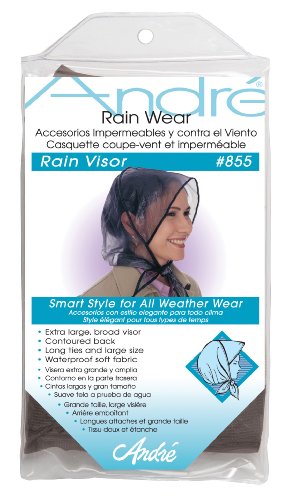 André®
Rain Wear
Accesorios Impermeables y contra el Viento
Casquette coupe-vent et imperméable
Rain Visor #855
Smart Style for All Weather Wear
Accesorios con estilo elegante para todo clima
Style élégant pour tous types de temps
• Extra large, broad visor
• Contoured back
• Long ties and large size
• Waterproof soft fabric
• Visera extra grande y amplia
• Contorno en la parte trasera
• Cintas largas y gran tamaño
• Suave tela a prueba de agua
• Grande taille, large visière
• Arrière emboîtant
• Longues attaches et grande taille
• Tissu doux et étanche
André